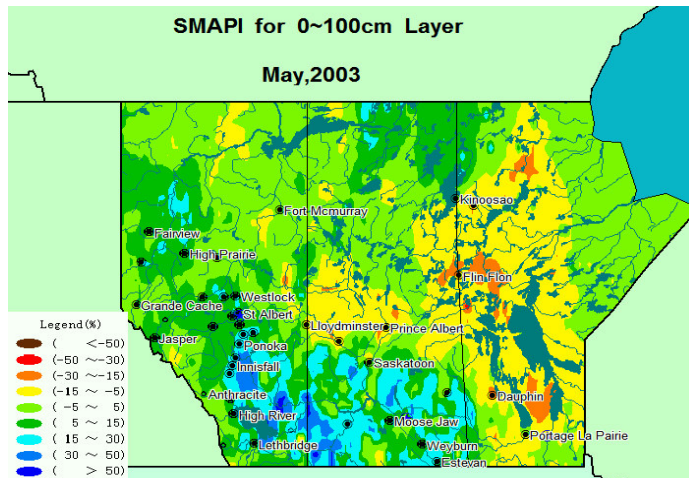 SMAPI for 0~100cm Layer
May,2003
Kinoosao
Fort Mcmurray
Fairview
High Prairie
Flin Flon
Grande Cache
Westlock
St Albert
Lloydminster
Prince Albert
Jasper
Ponoka
Innisfall
Saskatoon
Anthracite
Dauphin
High River
Moose Jaw
Portage La Pairie
Lethbridge
Weyburn
Estevan
Legend(%)
( <-50)
(-50 ~-30)
(-30 ~-15)
(-15 ~ -5)
( -5 ~ 5)
( 5 ~ 15)
( 15 ~ 30)
( 30 ~ 50)
( > 50)